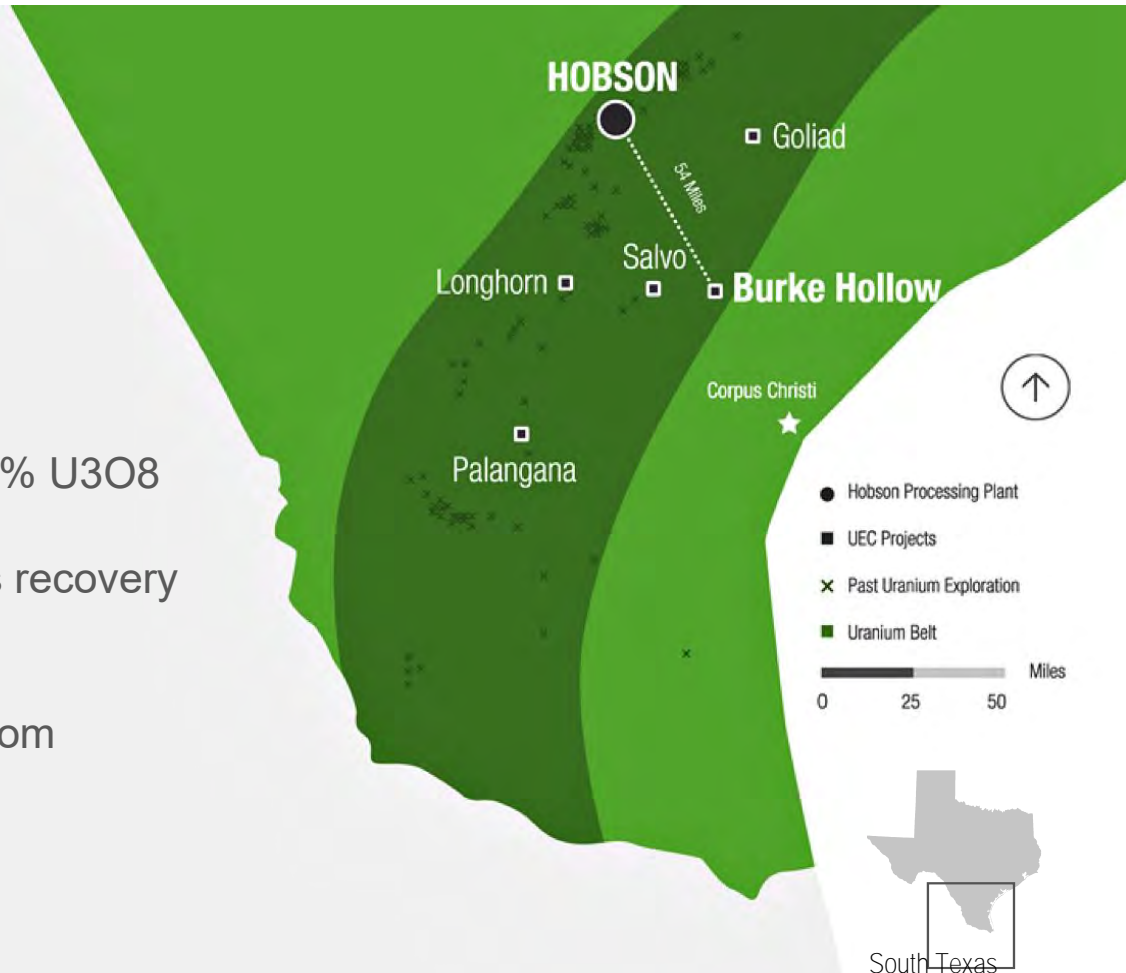 HOBSON
Goliad
54 Miles
Salvo
Longhorn
Burke Hollow
Corpus Christi
Palangana
% U3O8
recovery
om
Hobson Processing Plant
UEC Projects
Past Uranium Exploration
Uranium Belt
Miles
0 25 50
South Texas